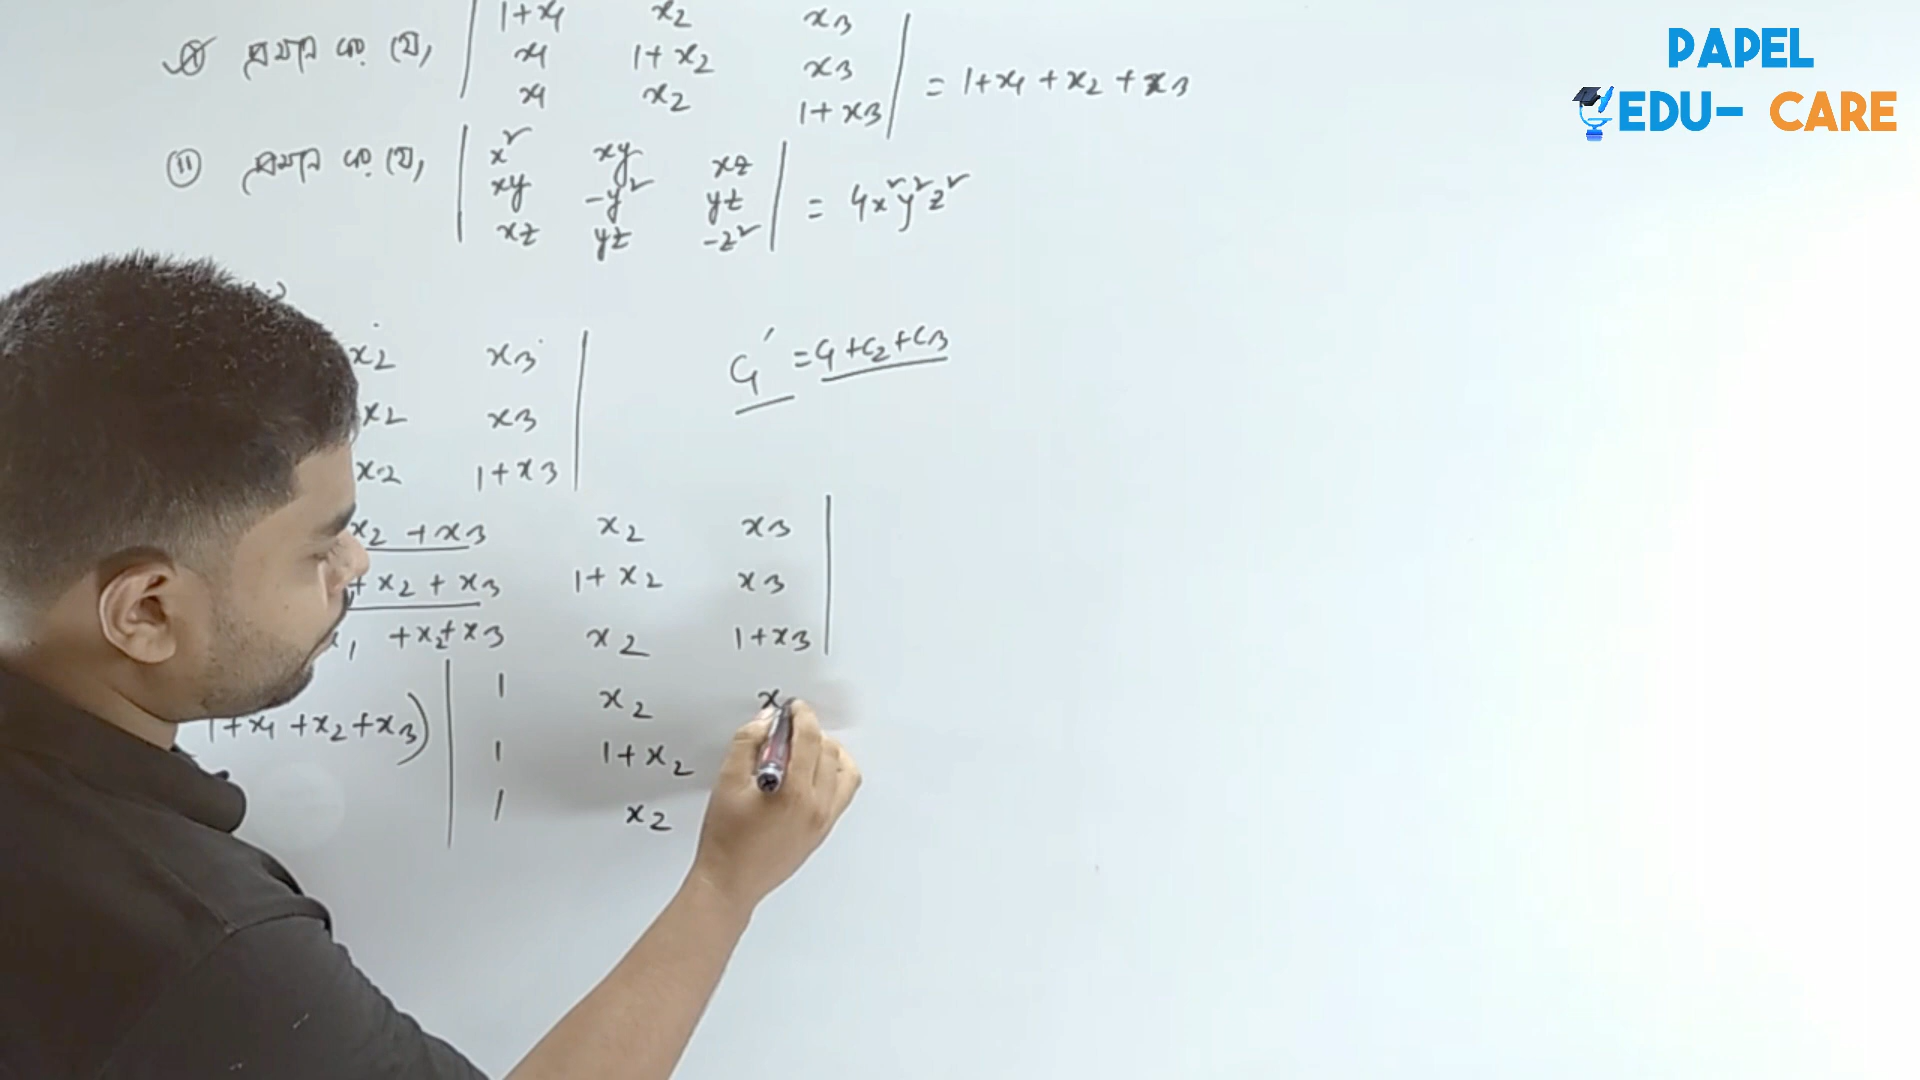 PAPEL
EDU- CARE
প্রমাণ কর যে, | 1+x1 x2 x3 |
| x1 1+x2 x3 | = 1+x1+x2+x3
| x1 x2 1+x3 |
(ii) প্রমাণ কর যে, | x² xy xz |
| xy -y² yz | = 4x²y²z²
| xz yz -z² |
x2 x3 |
x2 x3 | C1' = C1+C2+C3
x2 1+x3 |
x2 + x3 x2 x3 |
+ x2 + x3 1+x2 x3 |
x1 + x2 + x3 x2 1+x3 |
1+x1+x2+x3) | 1 x2 x
| 1 1+x2
| 1 x2